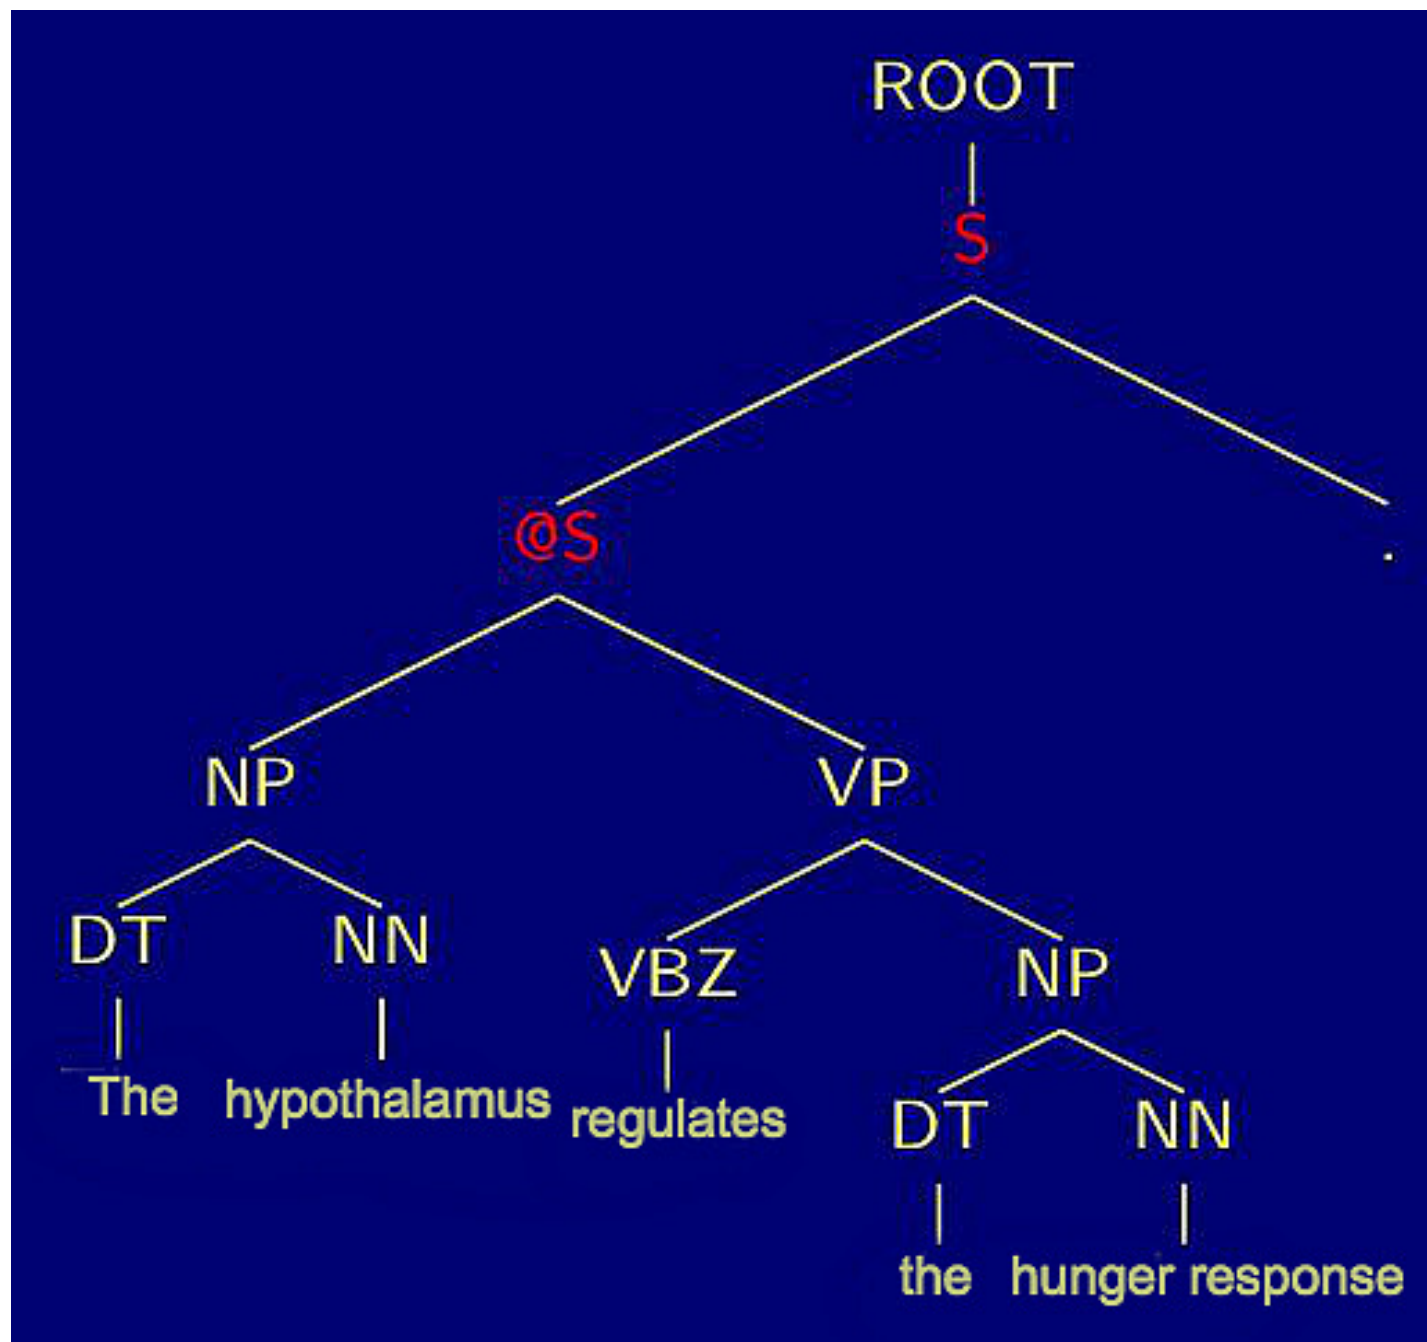 ROOT
S
@S
.
NP VP
DT NN
VBZ NP
The hypothalamus regulates
DT NN
the hunger response